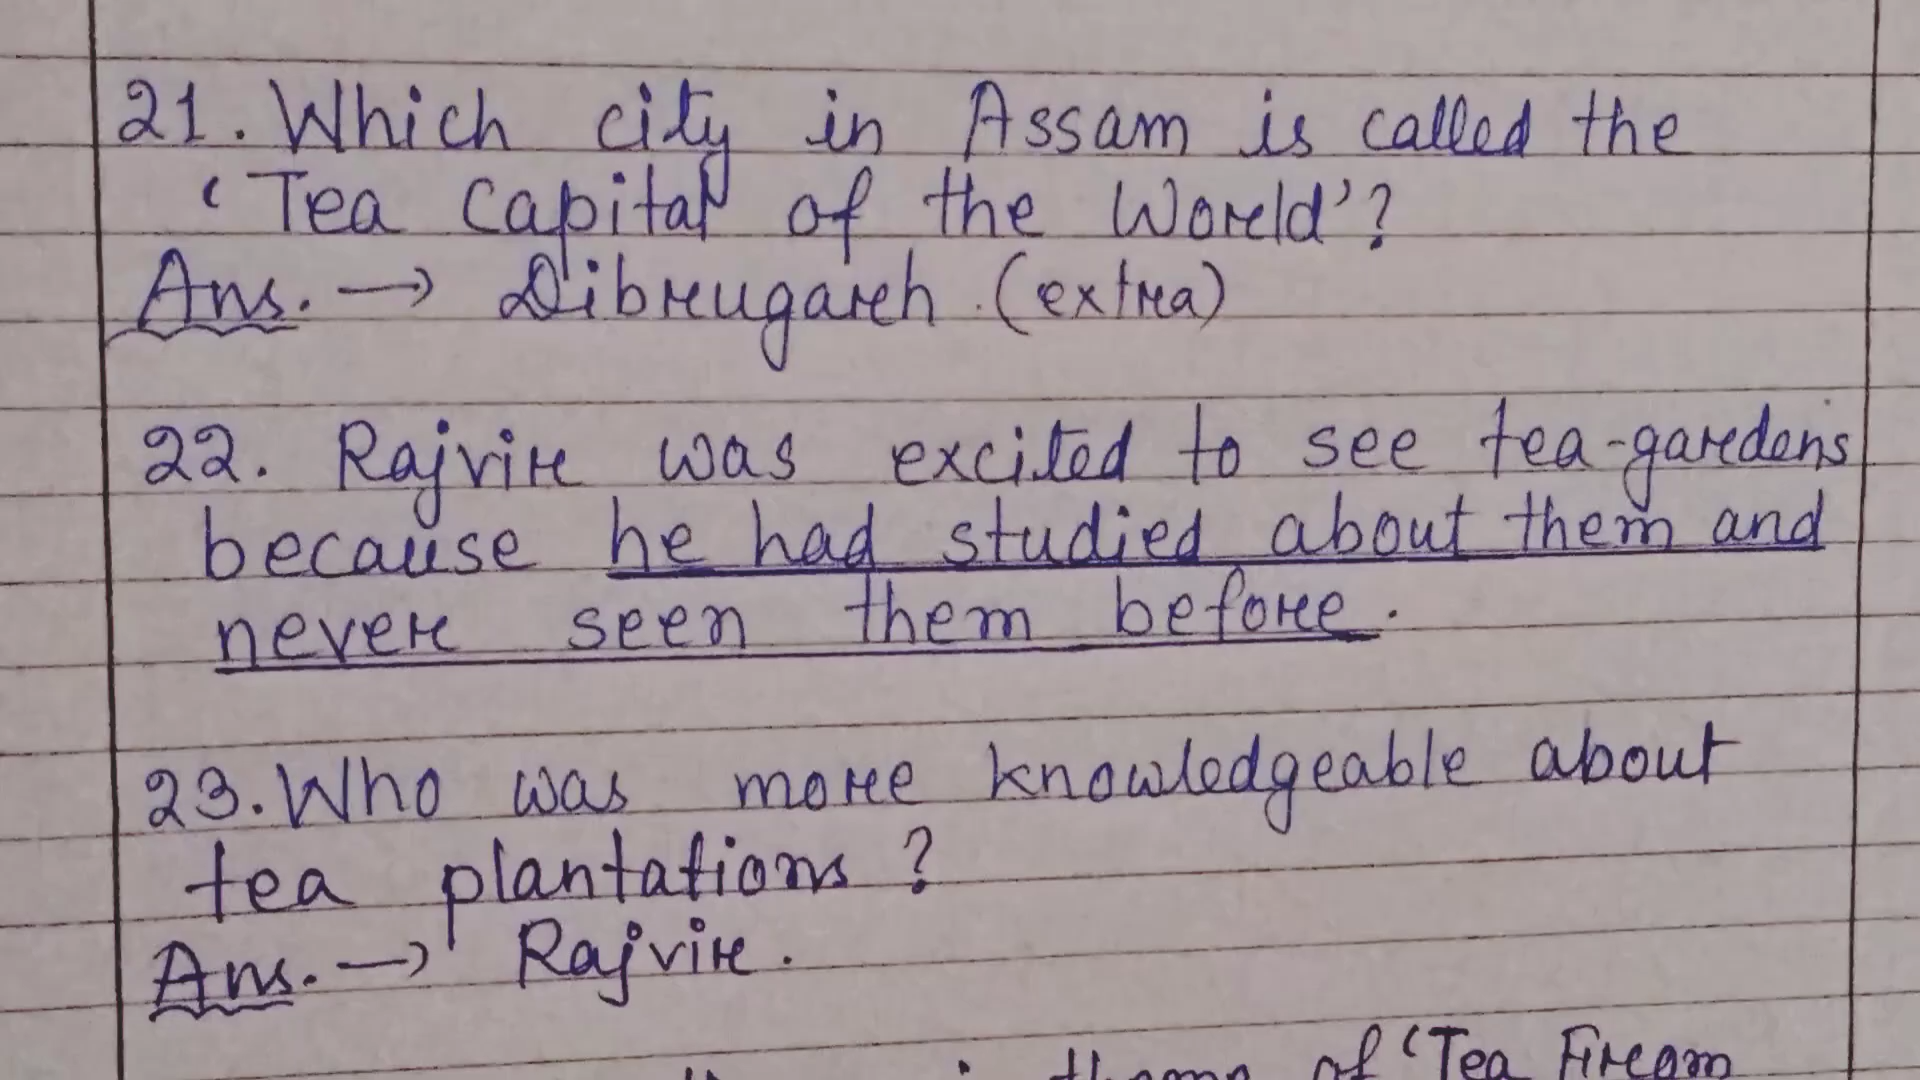 21. Which city in Assam is called the
'Tea Capital of the World'?
Ans. → Dibrugarh. (extra)
22. Rajvir was excited to see tea-gardens
because he had studied about them and
never seen them before.
23. Who was more knowledgeable about
tea plantations?
Ans. → Rajvir.
of 'Tea From